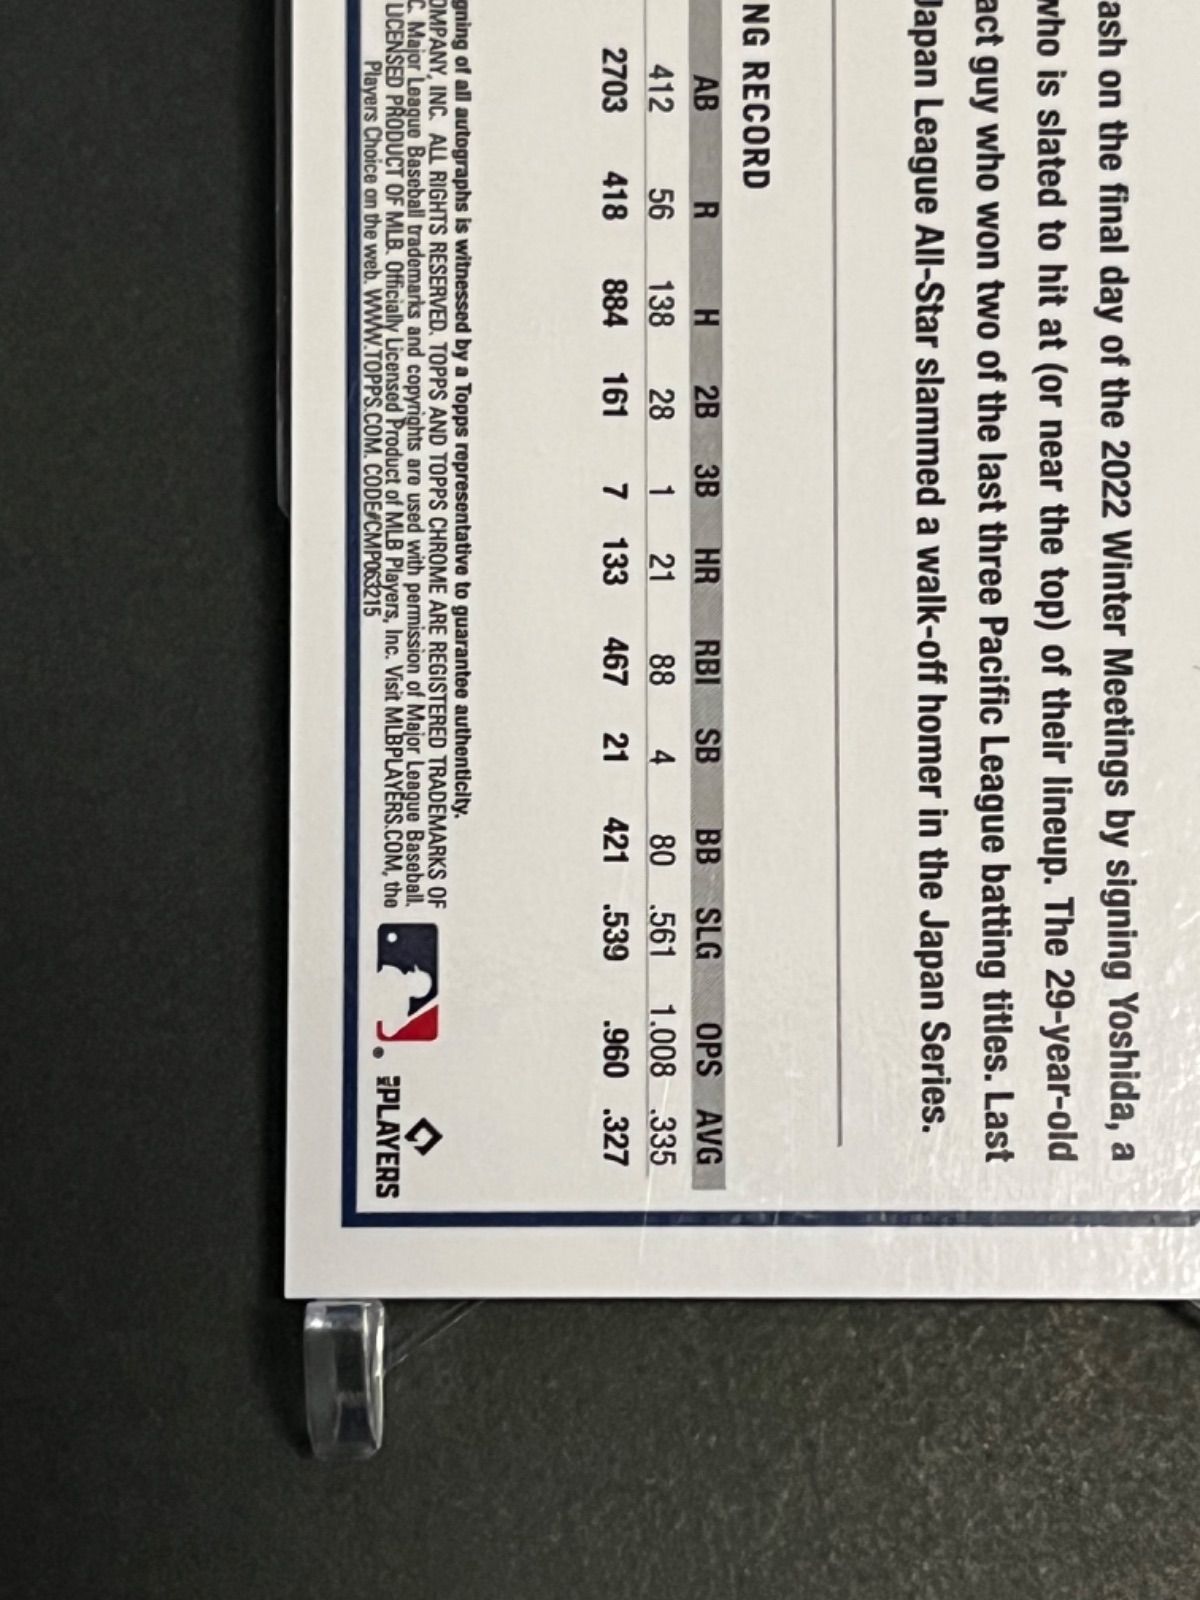 ash on the final day of the 2022 Winter Meetings by signing Yoshida, a
who is slated to hit at (or near the top) of their lineup. The 29-year-old
act guy who won two of the last three Pacific League batting titles. Last
Japan League All-Star slammed a walk-off homer in the Japan Series.
NG RECORD
AB R H 2B 3B HR RBI SB BB SLG OPS AVG
412 56 138 28 1 21 88 4 80 .561 1.008 .335
2703 418 884 161 7 133 467 21 421 .539 .960 .327
gning of all autographs is witnessed by a Topps representative to guarantee authenticity.
OMPANY, INC. ALL RIGHTS RESERVED. TOPPS AND TOPPS CHROME ARE REGISTERED TRADEMARKS OF
C. Major League Baseball trademarks and copyrights are used with permission of Major League Baseball.
LICENSED PRODUCT OF MLB. Officially Licensed Product of MLB Players, Inc. Visit MLBPLAYERS.COM, the
Players Choice on the web. WWW.TOPPS.COM. CODE#CMP063215
MLB PLAYERS